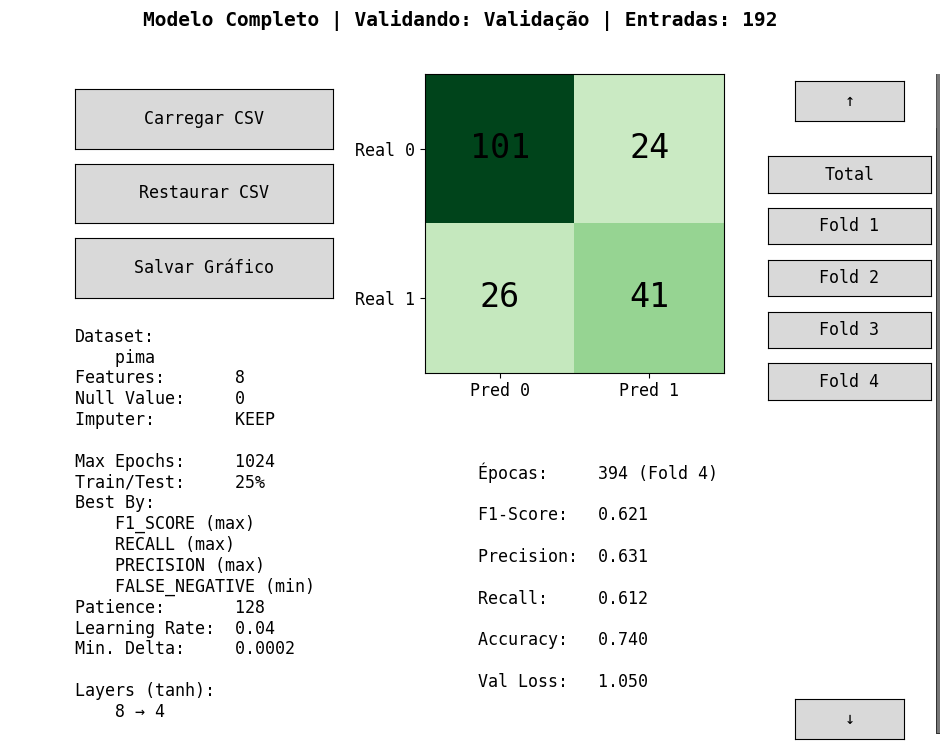 Modelo Completo | Validando: Validação | Entradas: 192
Carregar CSV
Restaurar CSV
Salvar Gráfico
Dataset:
pima
Features: 8
Null Value: 0
Imputer: KEEP
Max Epochs: 1024
Train/Test: 25%
Best By:
F1_SCORE (max)
RECALL (max)
PRECISION (max)
FALSE_NEGATIVE (min)
Patience: 128
Learning Rate: 0.04
Min. Delta: 0.0002
Layers (tanh):
8 → 4
Real 0 101 24
Real 1 26 41
Pred 0 Pred 1
Épocas: 394 (Fold 4)
F1-Score: 0.621
Precision: 0.631
Recall: 0.612
Accuracy: 0.740
Val Loss: 1.050
↑
Total
Fold 1
Fold 2
Fold 3
Fold 4
↓